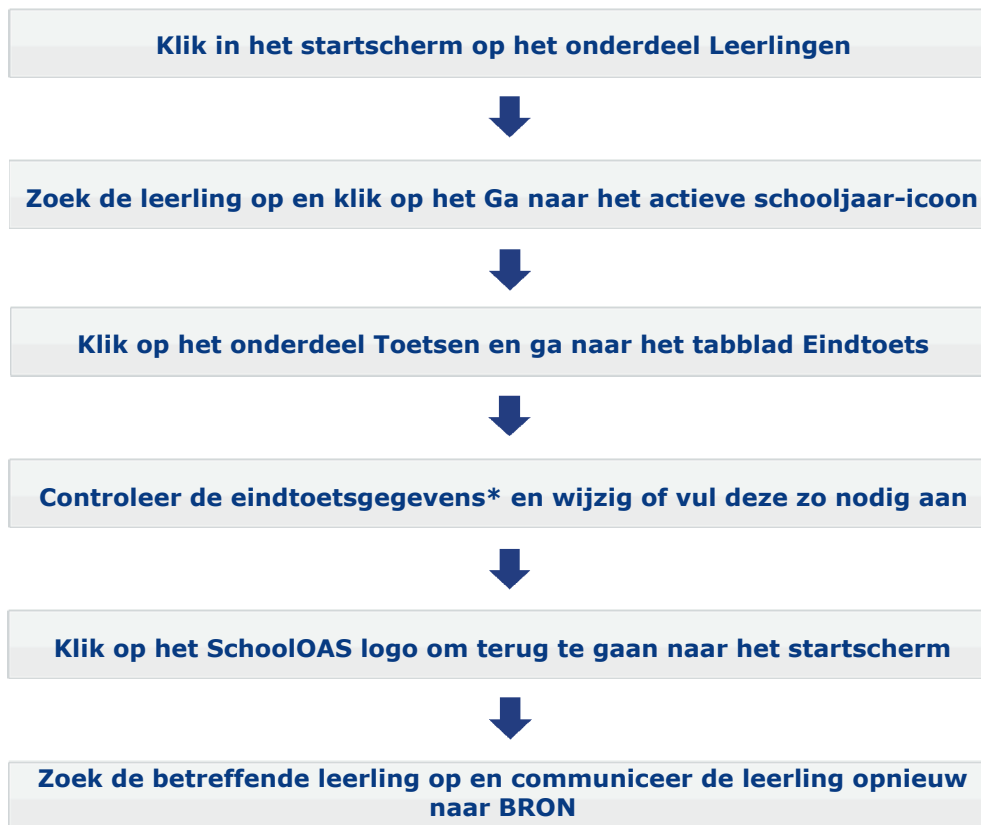 Klik in het startscherm op het onderdeel Leerlingen
Zoek de leerling op en klik op het Ga naar het actieve schooljaar-icoon
Klik op het onderdeel Toetsen en ga naar het tabblad Eindtoets
Controleer de eindtoetsgegevens* en wijzig of vul deze zo nodig aan
Klik op het SchoolOAS logo om terug te gaan naar het startscherm
Zoek de betreffende leerling op en communiceer de leerling opnieuw
naar BRON